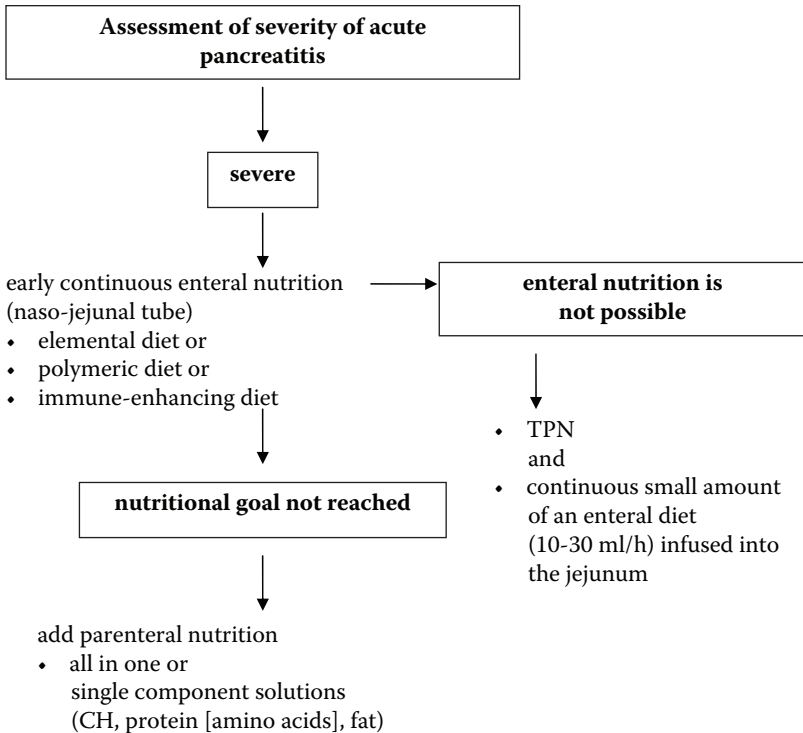 Assessment of severity of acute
pancreatitis
severe
early continuous enteral nutrition
(naso-jejunal tube)
• elemental diet or
• polymeric diet or
• immune-enhancing diet
enteral nutrition is
not possible
• TPN
and
• continuous small amount
of an enteral diet
(10-30 ml/h) infused into
the jejunum
nutritional goal not reached
add parenteral nutrition
• all in one or
single component solutions
(CH, protein [amino acids], fat)